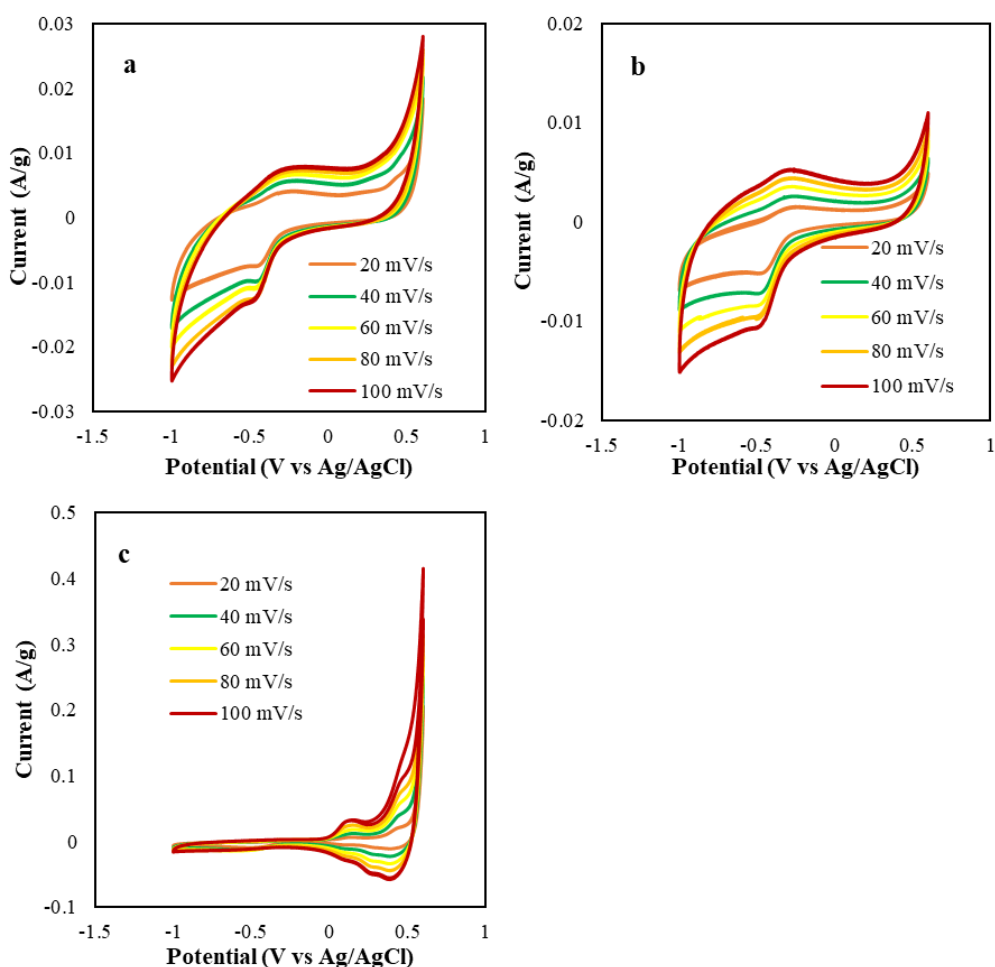 a
0.03
0.02
0.01
0
-0.01
-0.02
-0.03
Current (A/g)
20 mV/s
40 mV/s
60 mV/s
80 mV/s
100 mV/s
-1.5 -1 -0.5 0 0.5 1
Potential (V vs Ag/AgCl)
b
0.02
0.01
0
-0.01
-0.02
Current (A/g)
20 mV/s
40 mV/s
60 mV/s
80 mV/s
100 mV/s
-1.5 -1 -0.5 0 0.5 1
Potential (V vs Ag/AgCl)
c
0.5
0.4
0.3
0.2
0.1
0
-0.1
Current (A/g)
20 mV/s
40 mV/s
60 mV/s
80 mV/s
100 mV/s
-1.5 -1 -0.5 0 0.5 1
Potential (V vs Ag/AgCl)